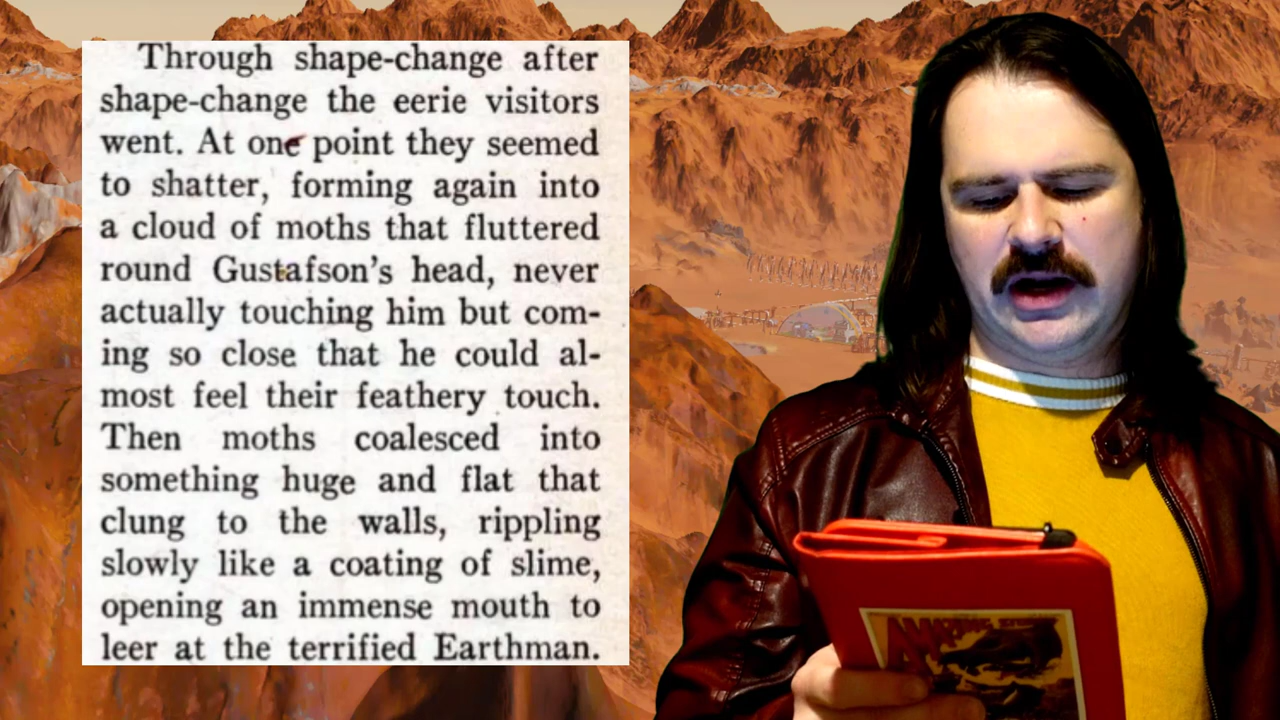 Through shape-change after
shape-change the eerie visitors
went. At one point they seemed
to shatter, forming again into
a cloud of moths that fluttered
round Gustafson's head, never
actually touching him but com-
ing so close that he could al-
most feel their feathery touch.
Then moths coalesced into
something huge and flat that
clung to the walls, rippling
slowly like a coating of slime,
opening an immense mouth to
leer at the terrified Earthman.
AMAZING